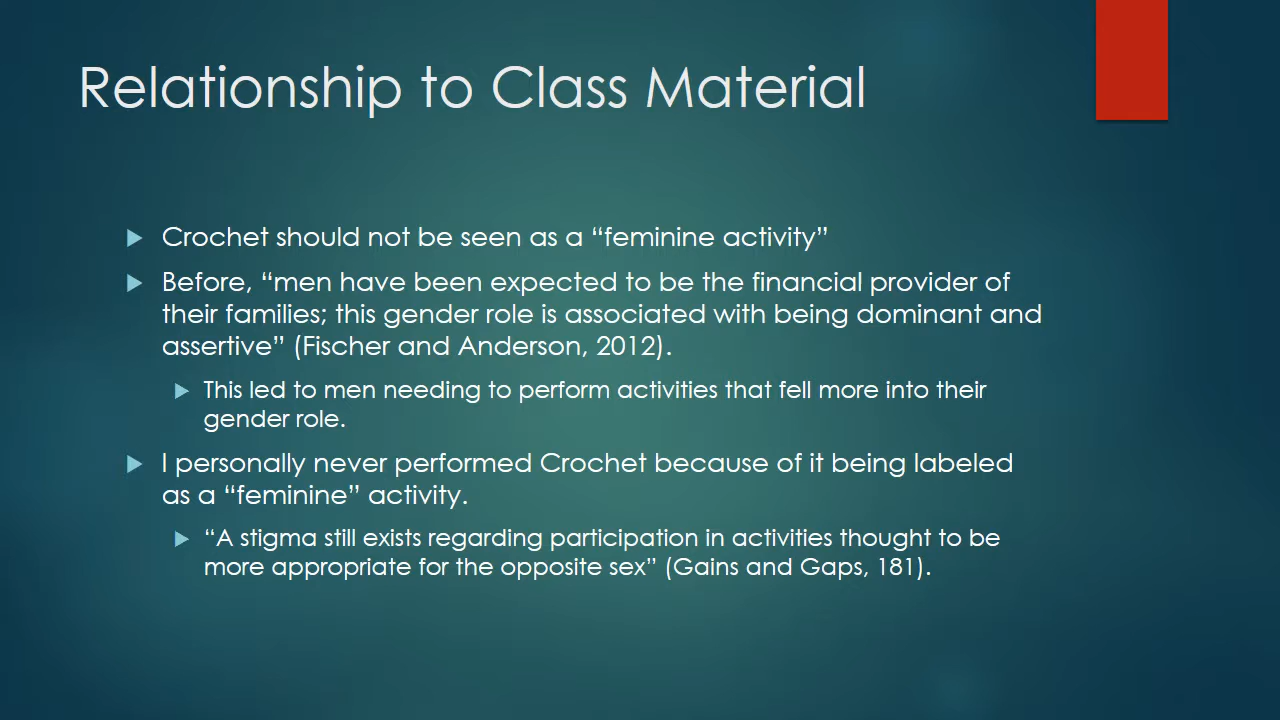 Relationship to Class Material
Crochet should not be seen as a “feminine activity”
Before, “men have been expected to be the financial provider of
their families; this gender role is associated with being dominant and
assertive” (Fischer and Anderson, 2012).
This led to men needing to perform activities that fell more into their
gender role.
I personally never performed Crochet because of it being labeled
as a “feminine” activity.
“A stigma still exists regarding participation in activities thought to be
more appropriate for the opposite sex” (Gains and Gaps, 181).